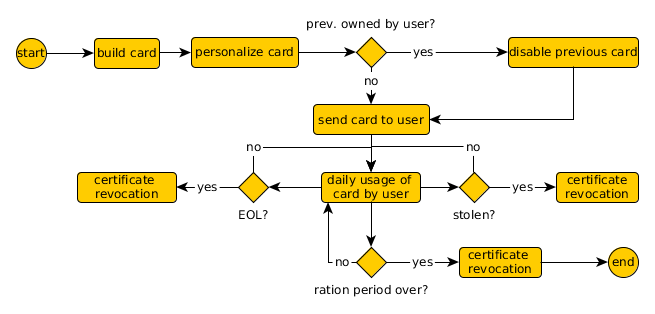 prev. owned by user?
start
build card
personalize card
yes
disable previous card
no
send card to user
no
no
certificate
revocation
yes
daily usage of
card by user
yes
certificate
revocation
EOL?
stolen?
no
yes
certificate
revocation
end
ration period over?